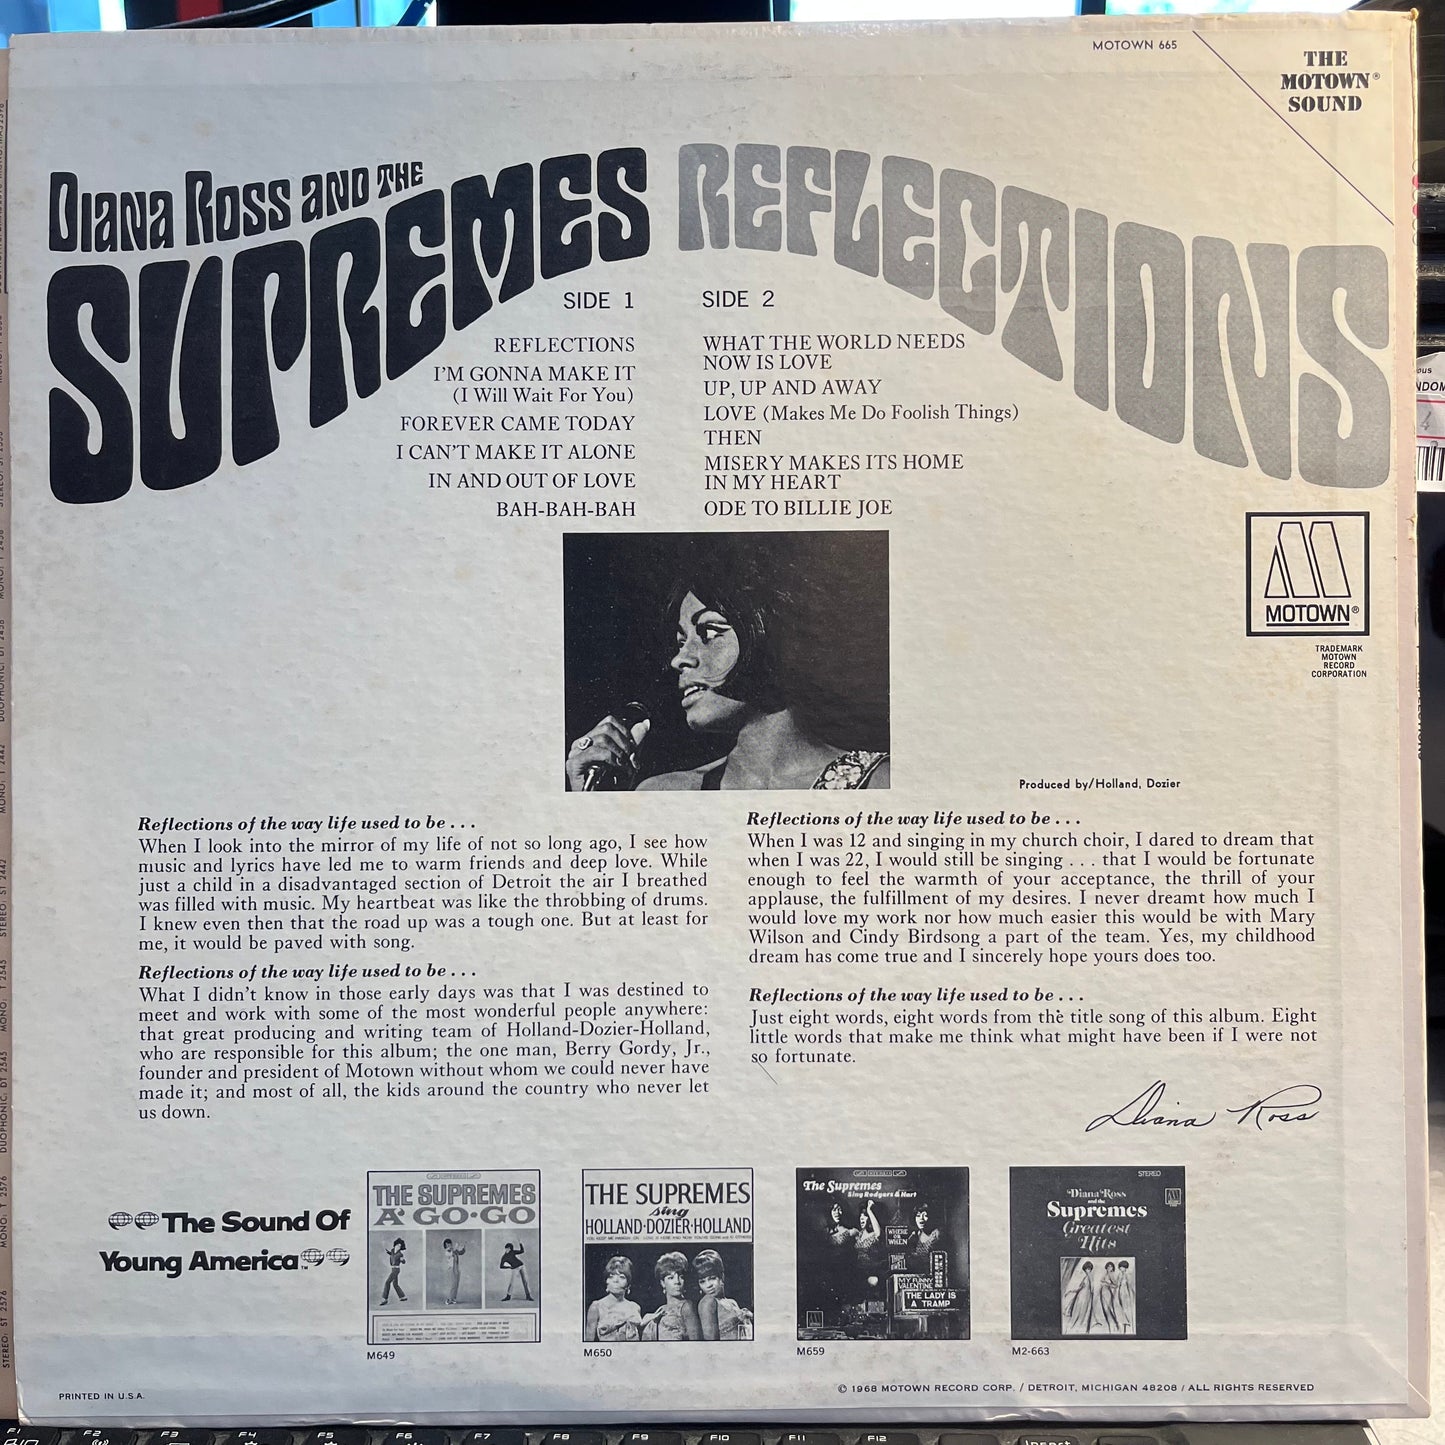 MOTOWN 665
THE
MOTOWN®
SOUND
DIANA ROSS AND THE
SUPREMES
REFLECTIONS
SIDE 1
REFLECTIONS
I'M GONNA MAKE IT
(I Will Wait For You)
FOREVER CAME TODAY
I CAN'T MAKE IT ALONE
IN AND OUT OF LOVE
BAH-BAH-BAH
SIDE 2
WHAT THE WORLD NEEDS
NOW IS LOVE
UP, UP AND AWAY
LOVE (Makes Me Do Foolish Things)
THEN
MISERY MAKES ITS HOME
IN MY HEART
ODE TO BILLIE JOE
MOTOWN®
TRADEMARK
MOTOWN
RECORD
CORPORATION
Produced by/Holland, Dozier
Reflections of the way life used to be . . .
When I look into the mirror of my life of not so long ago, I see how
music and lyrics have led me to warm friends and deep love. While
just a child in a disadvantaged section of Detroit the air I breathed
was filled with music. My heartbeat was like the throbbing of drums.
I knew even then that the road up was a tough one. But at least for
me, it would be paved with song.
Reflections of the way life used to be . . .
What I didn't know in those early days was that I was destined to
meet and work with some of the most wonderful people anywhere:
that great producing and writing team of Holland-Dozier-Holland,
who are responsible for this album; the one man, Berry Gordy, Jr.,
founder and president of Motown without whom we could never have
made it; and most of all, the kids around the country who never let
us down.
Reflections of the way life used to be . . .
When I was 12 and singing in my church choir, I dared to dream that
when I was 22, I would still be singing . . . that I would be fortunate
enough to feel the warmth of your acceptance, the thrill of your
applause, the fulfillment of my desires. I never dreamt how much I
would love my work nor how much easier this would be with Mary
Wilson and Cindy Birdsong a part of the team. Yes, my childhood
dream has come true and I sincerely hope yours does too.
Reflections of the way life used to be . . .
Just eight words, eight words from the title song of this album. Eight
little words that make me think what might have been if I were not
so fortunate.
Diana Ross
The Sound Of
Young America™
THE SUPREMES
A' GO-GO
M649
THE SUPREMES
sing
HOLLAND·DOZIER·HOLLAND
M650
The Supremes
Sing Rodgers & Hart
WHERE
OR
WHEN
MY FUNNY
VALENTINE
THE LADY IS
A TRAMP
M659
STEREO
Diana Ross
and the
Supremes
Greatest
Hits
M2-663
PRINTED IN U.S.A.
© 1968 MOTOWN RECORD CORP. / DETROIT, MICHIGAN 48208 / ALL RIGHTS RESERVED
F1
F2
F3
F4
F5
F6
F7
F8
F9
F10
F11
F12